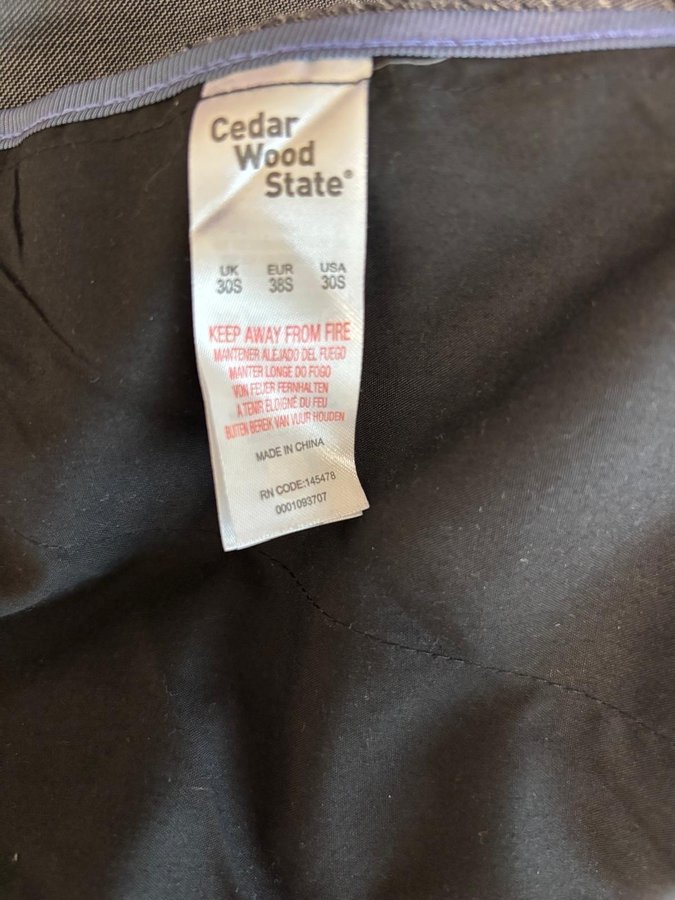 Cedar
Wood
State®
UK EUR USA
30S 38S 30S
KEEP AWAY FROM FIRE
MANTENER ALEJADO DEL FUEGO
MANTER LONGE DO FOGO
VON FEUER FERNHALTEN
A TENIR ÉLOIGNÉ DU FEU
BUITEN BEREIK VAN VUUR HOUDEN
MADE IN CHINA
RN CODE:145478
0001093707